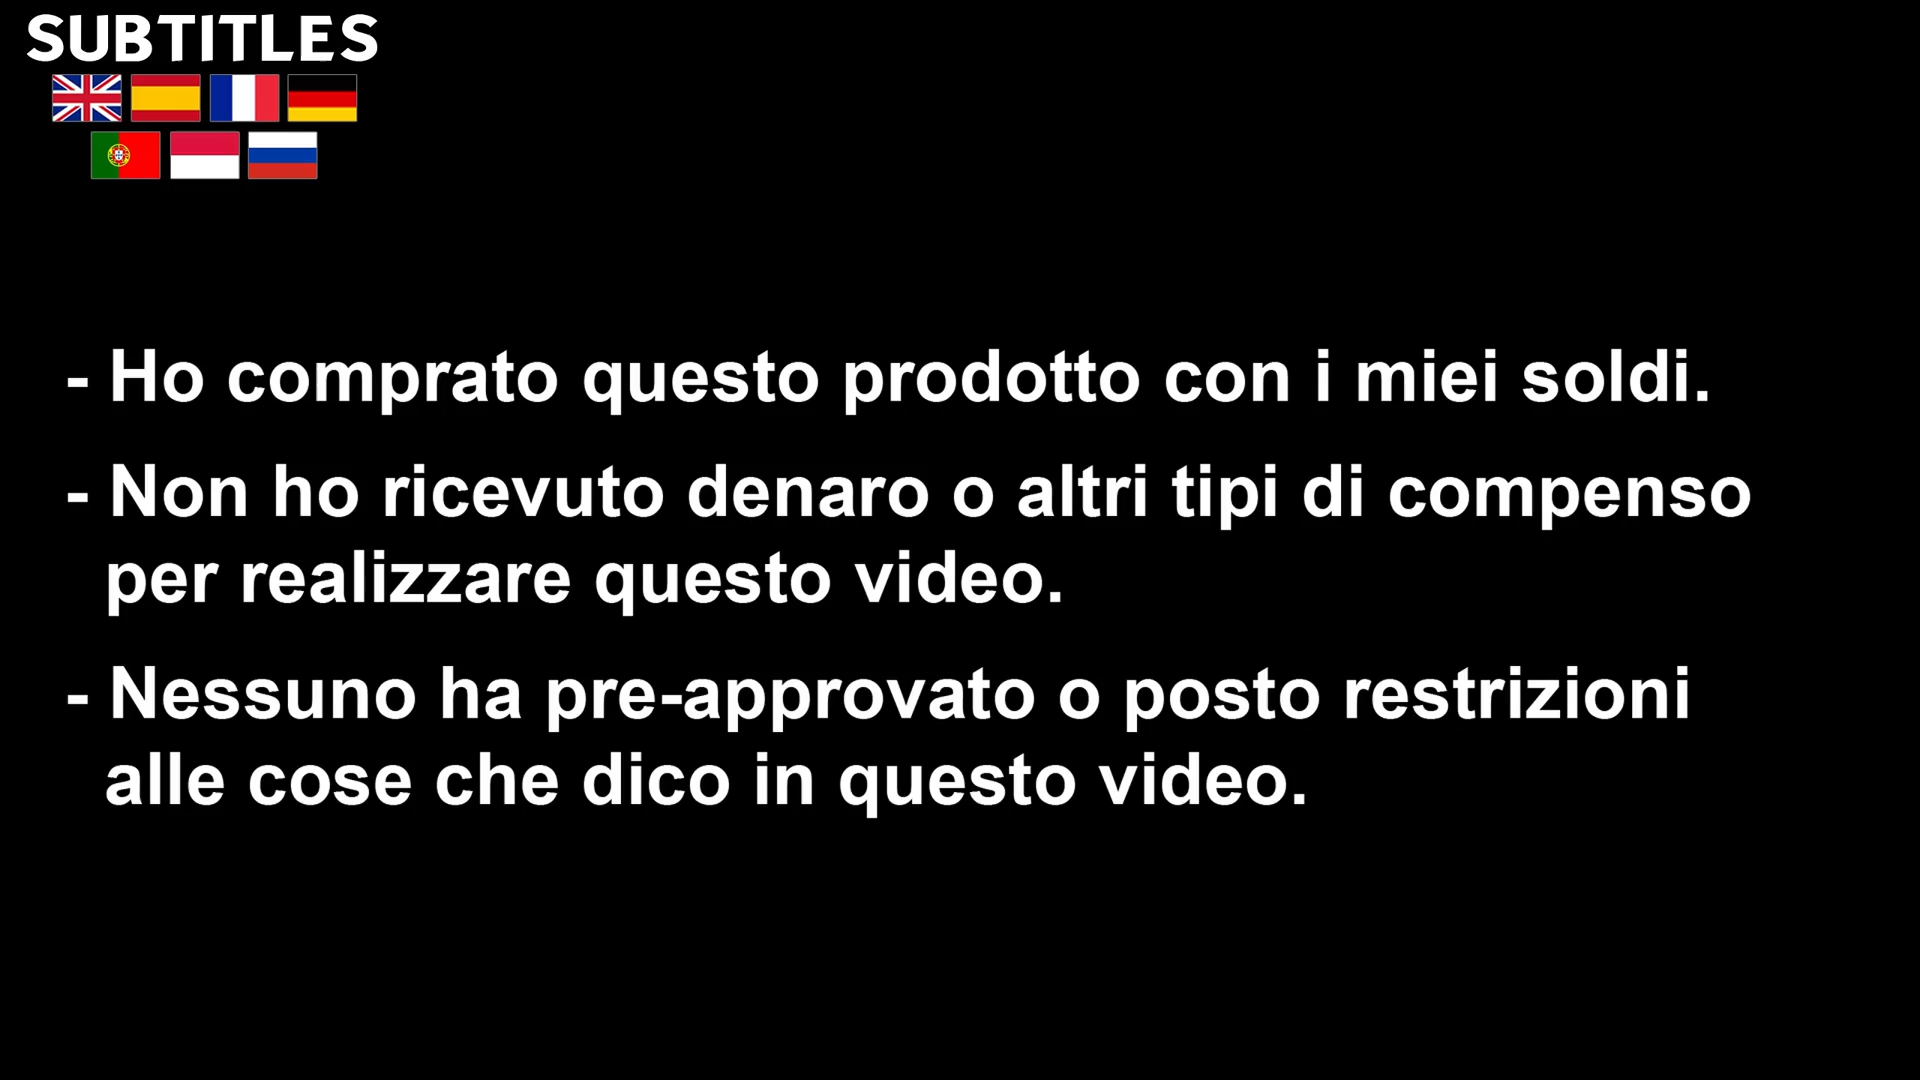 SUBTITLES
- Ho comprato questo prodotto con i miei soldi.
- Non ho ricevuto denaro o altri tipi di compenso
per realizzare questo video.
- Nessuno ha pre-approvato o posto restrizioni
alle cose che dico in questo video.